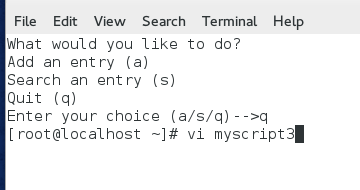 File Edit View Search Terminal Help
What would you like to do?
Add an entry (a)
Search an entry (s)
Quit (q)
Enter your choice (a/s/q)-->q
[root@localhost ~]# vi myscript3